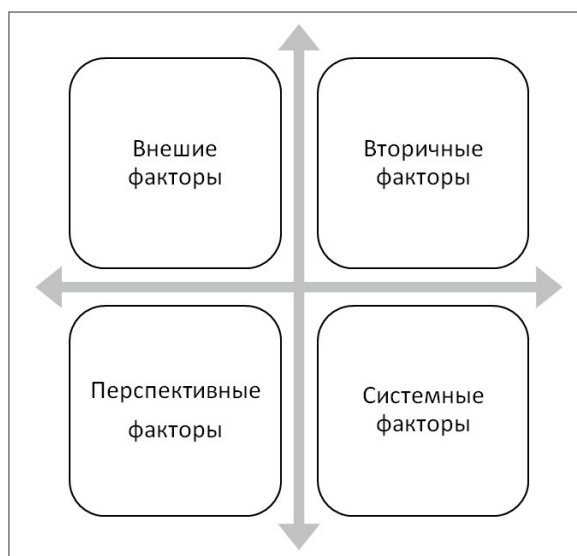 Внешие
факторы
Вторичные
факторы
Перспективные
факторы
Системные
факторы